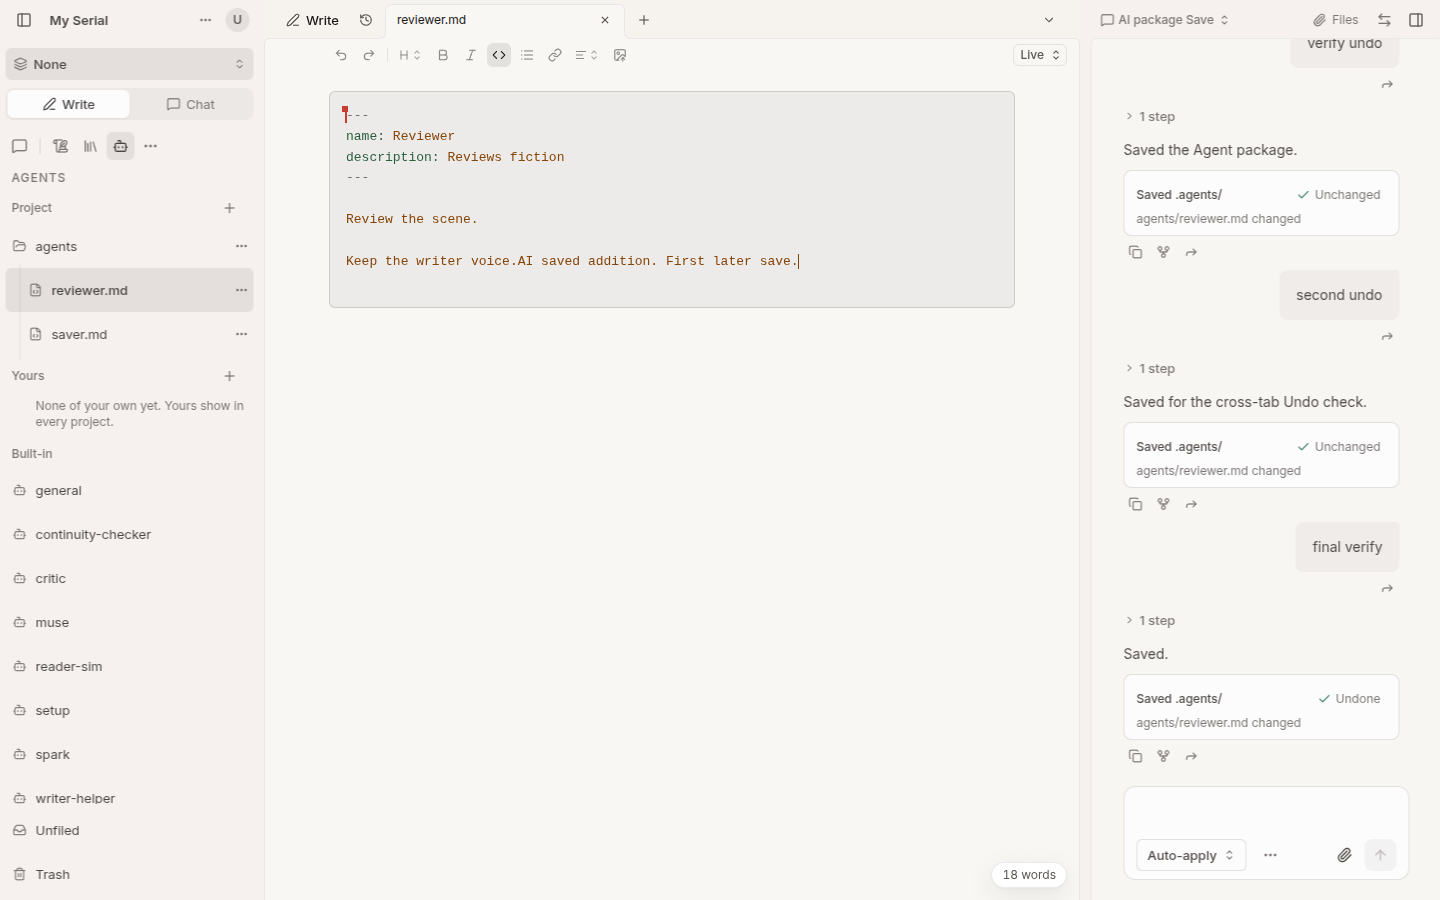 My Serial
U
None
Write
Chat
AGENTS
Project
agents
reviewer.md
saver.md
Yours
None of your own yet. Yours show in
every project.
Built-in
general
continuity-checker
critic
muse
reader-sim
setup
spark
writer-helper
Unfiled
Trash
Write
reviewer.md
H
B
I
Live
---
name: Reviewer
description: Reviews fiction
---
Review the scene.
Keep the writer voice.AI saved addition. First later save.
18 words
AI package Save
Files
verify undo
1 step
Saved the Agent package.
Saved .agents/
Unchanged
agents/reviewer.md changed
second undo
1 step
Saved for the cross-tab Undo check.
Saved .agents/
Unchanged
agents/reviewer.md changed
final verify
1 step
Saved.
Saved .agents/
Undone
agents/reviewer.md changed
Auto-apply